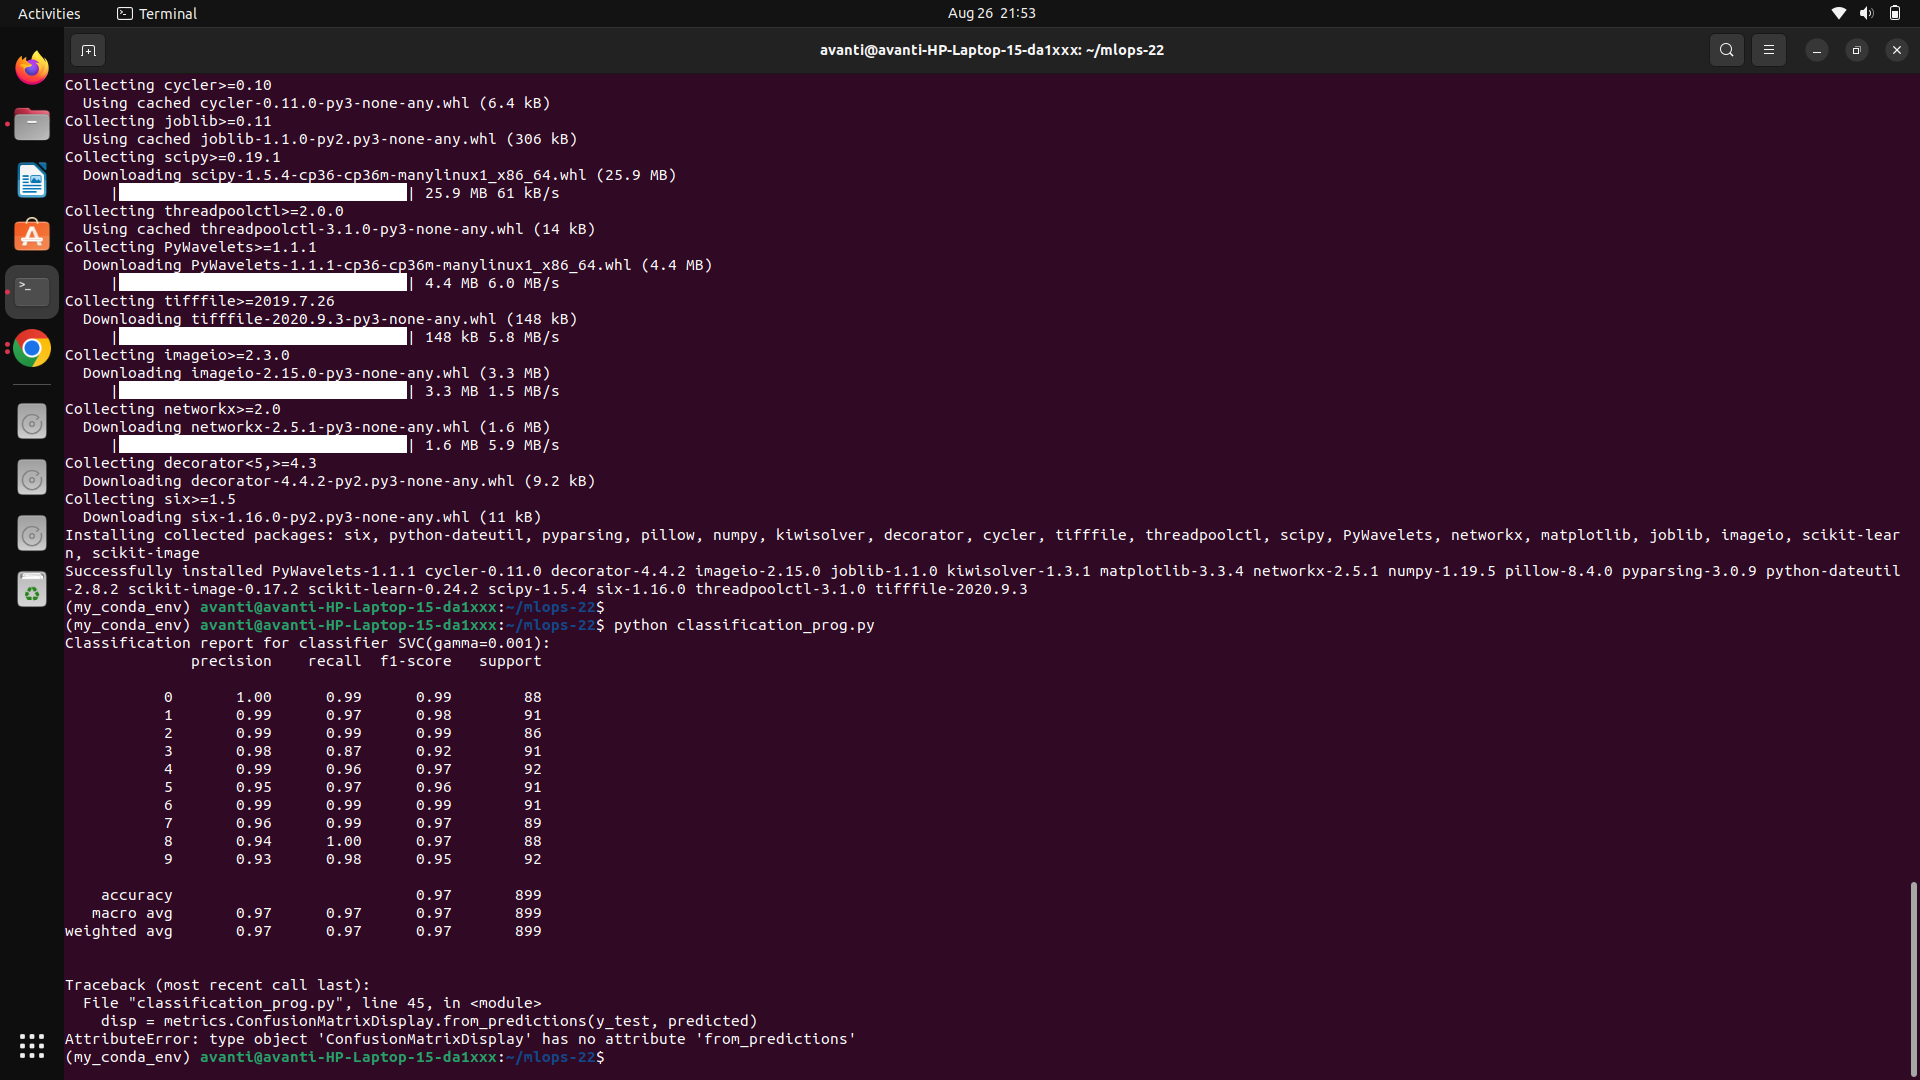 Activities
Terminal
Aug 26 21:53
avanti@avanti-HP-Laptop-15-da1xxx: ~/mlops-22
Collecting cycler>=0.10
  Using cached cycler-0.11.0-py3-none-any.whl (6.4 kB)
Collecting joblib>=0.11
  Using cached joblib-1.1.0-py2.py3-none-any.whl (306 kB)
Collecting scipy>=0.19.1
  Downloading scipy-1.5.4-cp36-cp36m-manylinux1_x86_64.whl (25.9 MB)
     |████████████████████████████████| 25.9 MB 61 kB/s
Collecting threadpoolctl>=2.0.0
  Using cached threadpoolctl-3.1.0-py3-none-any.whl (14 kB)
Collecting PyWavelets>=1.1.1
  Downloading PyWavelets-1.1.1-cp36-cp36m-manylinux1_x86_64.whl (4.4 MB)
     |████████████████████████████████| 4.4 MB 6.0 MB/s
Collecting tifffile>=2019.7.26
  Downloading tifffile-2020.9.3-py3-none-any.whl (148 kB)
     |████████████████████████████████| 148 kB 5.8 MB/s
Collecting imageio>=2.3.0
  Downloading imageio-2.15.0-py3-none-any.whl (3.3 MB)
     |████████████████████████████████| 3.3 MB 1.5 MB/s
Collecting networkx>=2.0
  Downloading networkx-2.5.1-py3-none-any.whl (1.6 MB)
     |████████████████████████████████| 1.6 MB 5.9 MB/s
Collecting decorator<5,>=4.3
  Downloading decorator-4.4.2-py2.py3-none-any.whl (9.2 kB)
Collecting six>=1.5
  Downloading six-1.16.0-py2.py3-none-any.whl (11 kB)
Installing collected packages: six, python-dateutil, pyparsing, pillow, numpy, kiwisolver, decorator, cycler, tifffile, threadpoolctl, scipy, PyWavelets, networkx, matplotlib, joblib, imageio, scikit-lear
n, scikit-image
Successfully installed PyWavelets-1.1.1 cycler-0.11.0 decorator-4.4.2 imageio-2.15.0 joblib-1.1.0 kiwisolver-1.3.1 matplotlib-3.3.4 networkx-2.5.1 numpy-1.19.5 pillow-8.4.0 pyparsing-3.0.9 python-dateutil
-2.8.2 scikit-image-0.17.2 scikit-learn-0.24.2 scipy-1.5.4 six-1.16.0 threadpoolctl-3.1.0 tifffile-2020.9.3
(my_conda_env) avanti@avanti-HP-Laptop-15-da1xxx:~/mlops-22$
(my_conda_env) avanti@avanti-HP-Laptop-15-da1xxx:~/mlops-22$ python classification_prog.py
Classification report for classifier SVC(gamma=0.001):
              precision    recall  f1-score   support
           0       1.00      0.99      0.99        88
           1       0.99      0.97      0.98        91
           2       0.99      0.99      0.99        86
           3       0.98      0.87      0.92        91
           4       0.99      0.96      0.97        92
           5       0.95      0.97      0.96        91
           6       0.99      0.99      0.99        91
           7       0.96      0.99      0.97        89
           8       0.94      1.00      0.97        88
           9       0.93      0.98      0.95        92
    accuracy                           0.97       899
   macro avg       0.97      0.97      0.97       899
weighted avg       0.97      0.97      0.97       899
Traceback (most recent call last):
  File "classification_prog.py", line 45, in <module>
    disp = metrics.ConfusionMatrixDisplay.from_predictions(y_test, predicted)
AttributeError: type object 'ConfusionMatrixDisplay' has no attribute 'from_predictions'
(my_conda_env) avanti@avanti-HP-Laptop-15-da1xxx:~/mlops-22$